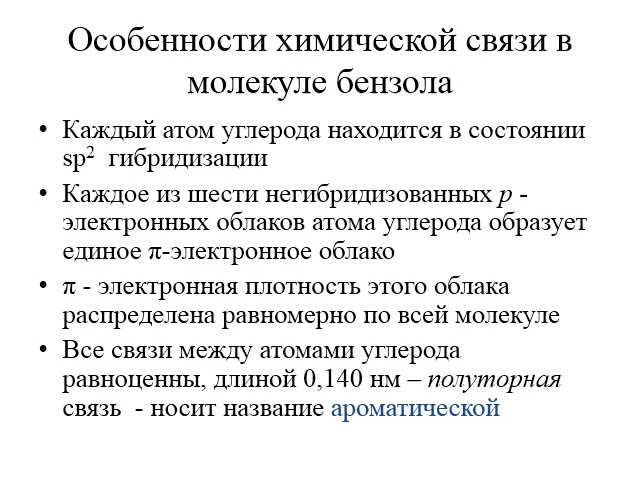 Особенности химической связи в
молекуле бензола
• Каждый атом углерода находится в состоянии
sp² гибридизации
• Каждое из шести негибридизованных p -
электронных облаков атома углерода образует
единое π-электронное облако
• π - электронная плотность этого облака
распределена равномерно по всей молекуле
• Все связи между атомами углерода
равноценны, длиной 0,140 нм – полуторная
связь - носит название ароматической